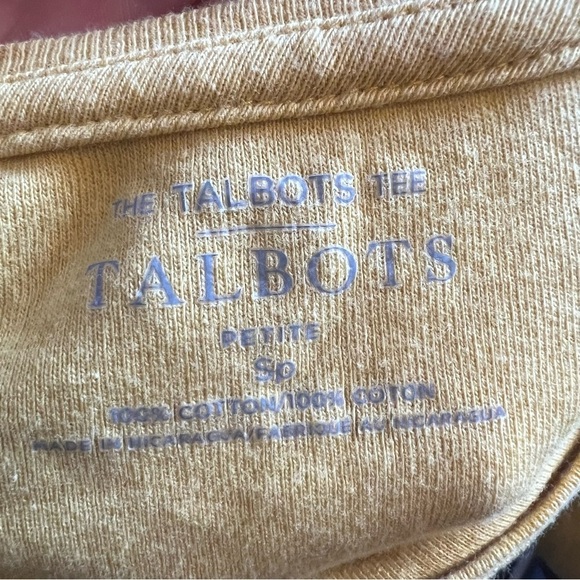 THE TALBOTS TEE
TALBOTS
PETITE
SP
100% COTTON/100% COTON
MADE IN NICARAGUA/FABRIQUE AU NICARAGUA